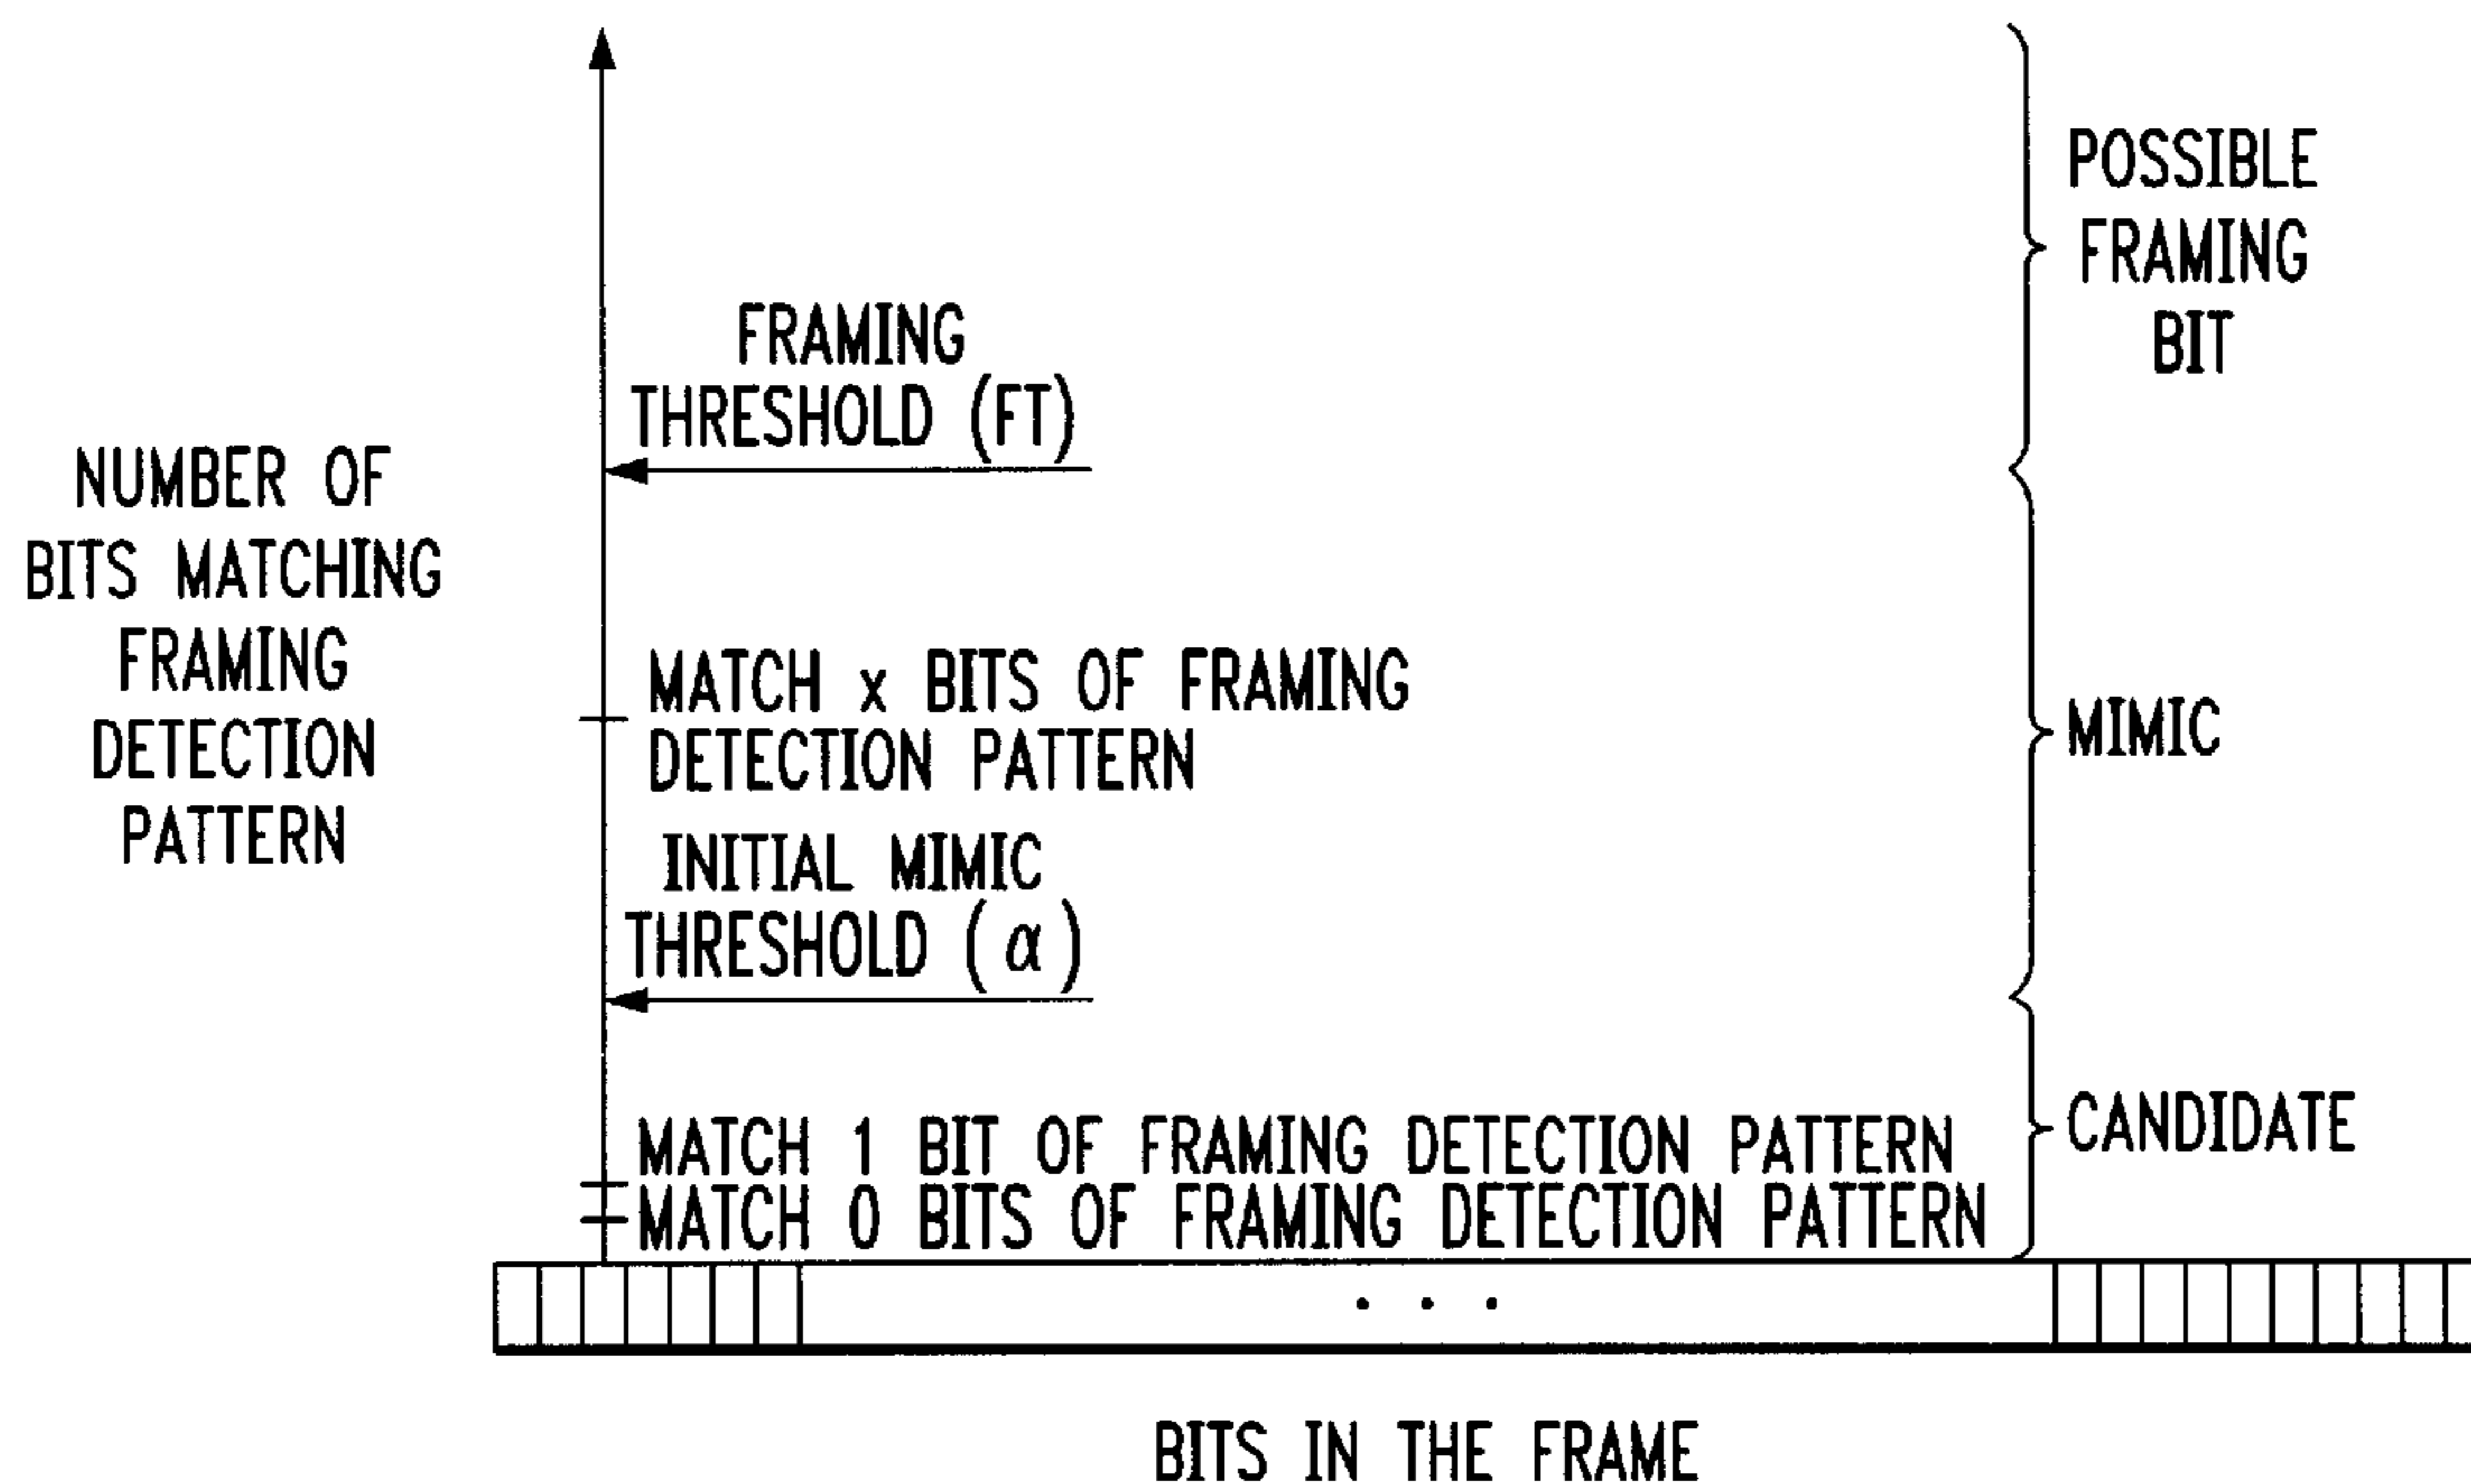 POSSIBLE
FRAMING
BIT
FRAMING
THRESHOLD (FT)
NUMBER OF
BITS MATCHING
FRAMING
DETECTION
PATTERN
MATCH x BITS OF FRAMING
DETECTION PATTERN
MIMIC
INITIAL MIMIC
THRESHOLD (α)
CANDIDATE
MATCH 1 BIT OF FRAMING DETECTION PATTERN
MATCH 0 BITS OF FRAMING DETECTION PATTERN
. . .
BITS IN THE FRAME